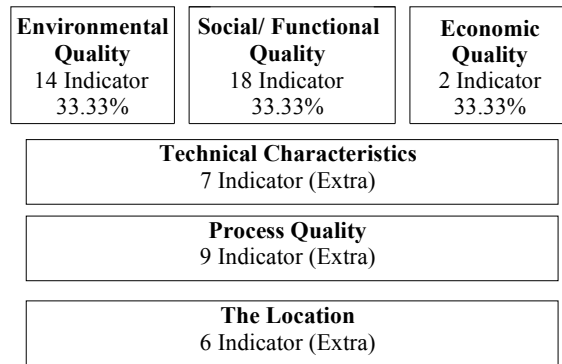 Environmental
Quality
14 Indicator
33.33%
Social/ Functional
Quality
18 Indicator
33.33%
Economic
Quality
2 Indicator
33.33%
Technical Characteristics
7 Indicator (Extra)
Process Quality
9 Indicator (Extra)
The Location
6 Indicator (Extra)